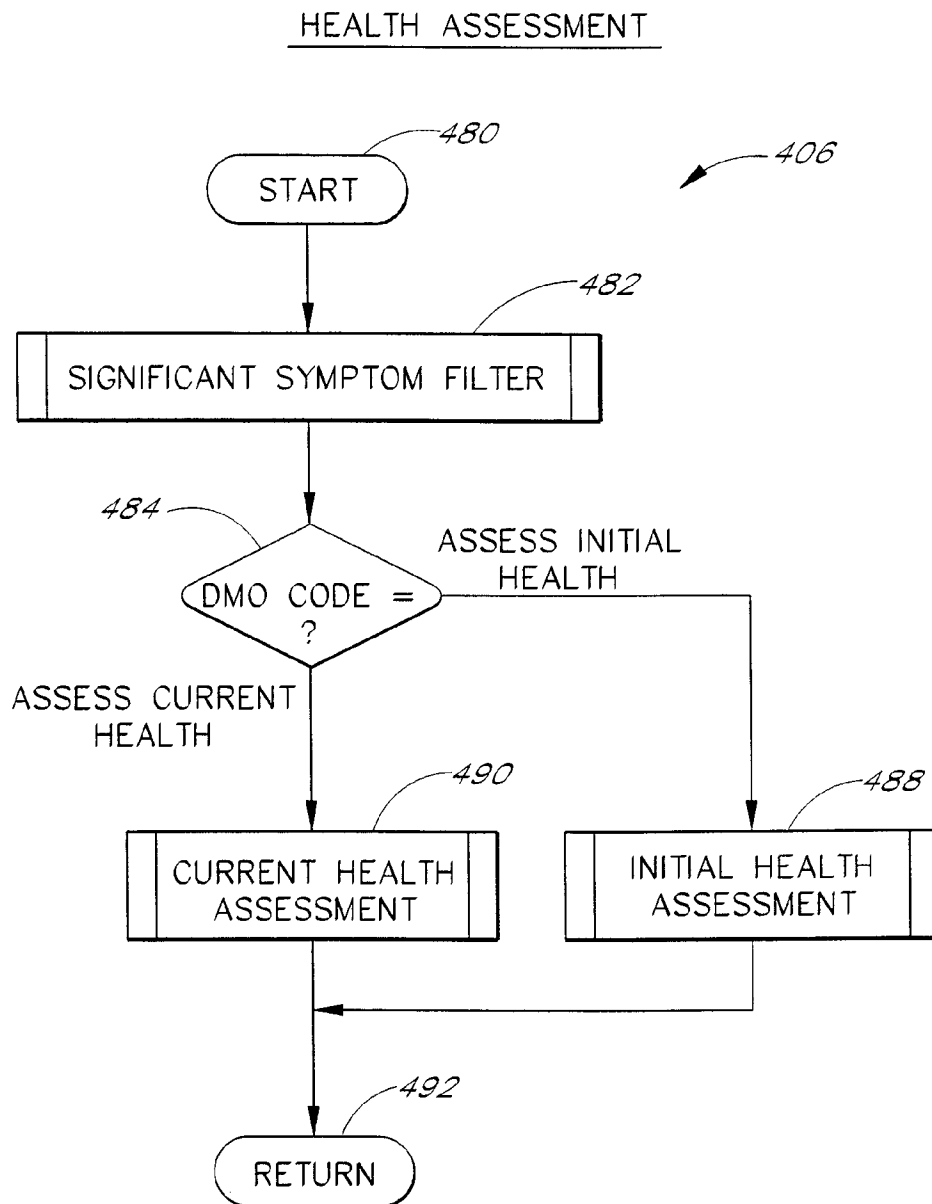 HEALTH ASSESSMENT
480
406
START
482
SIGNIFICANT SYMPTOM FILTER
484
ASSESS INITIAL
HEALTH
DMO CODE =
?
ASSESS CURRENT
HEALTH
490
488
CURRENT HEALTH
ASSESSMENT
INITIAL HEALTH
ASSESSMENT
492
RETURN